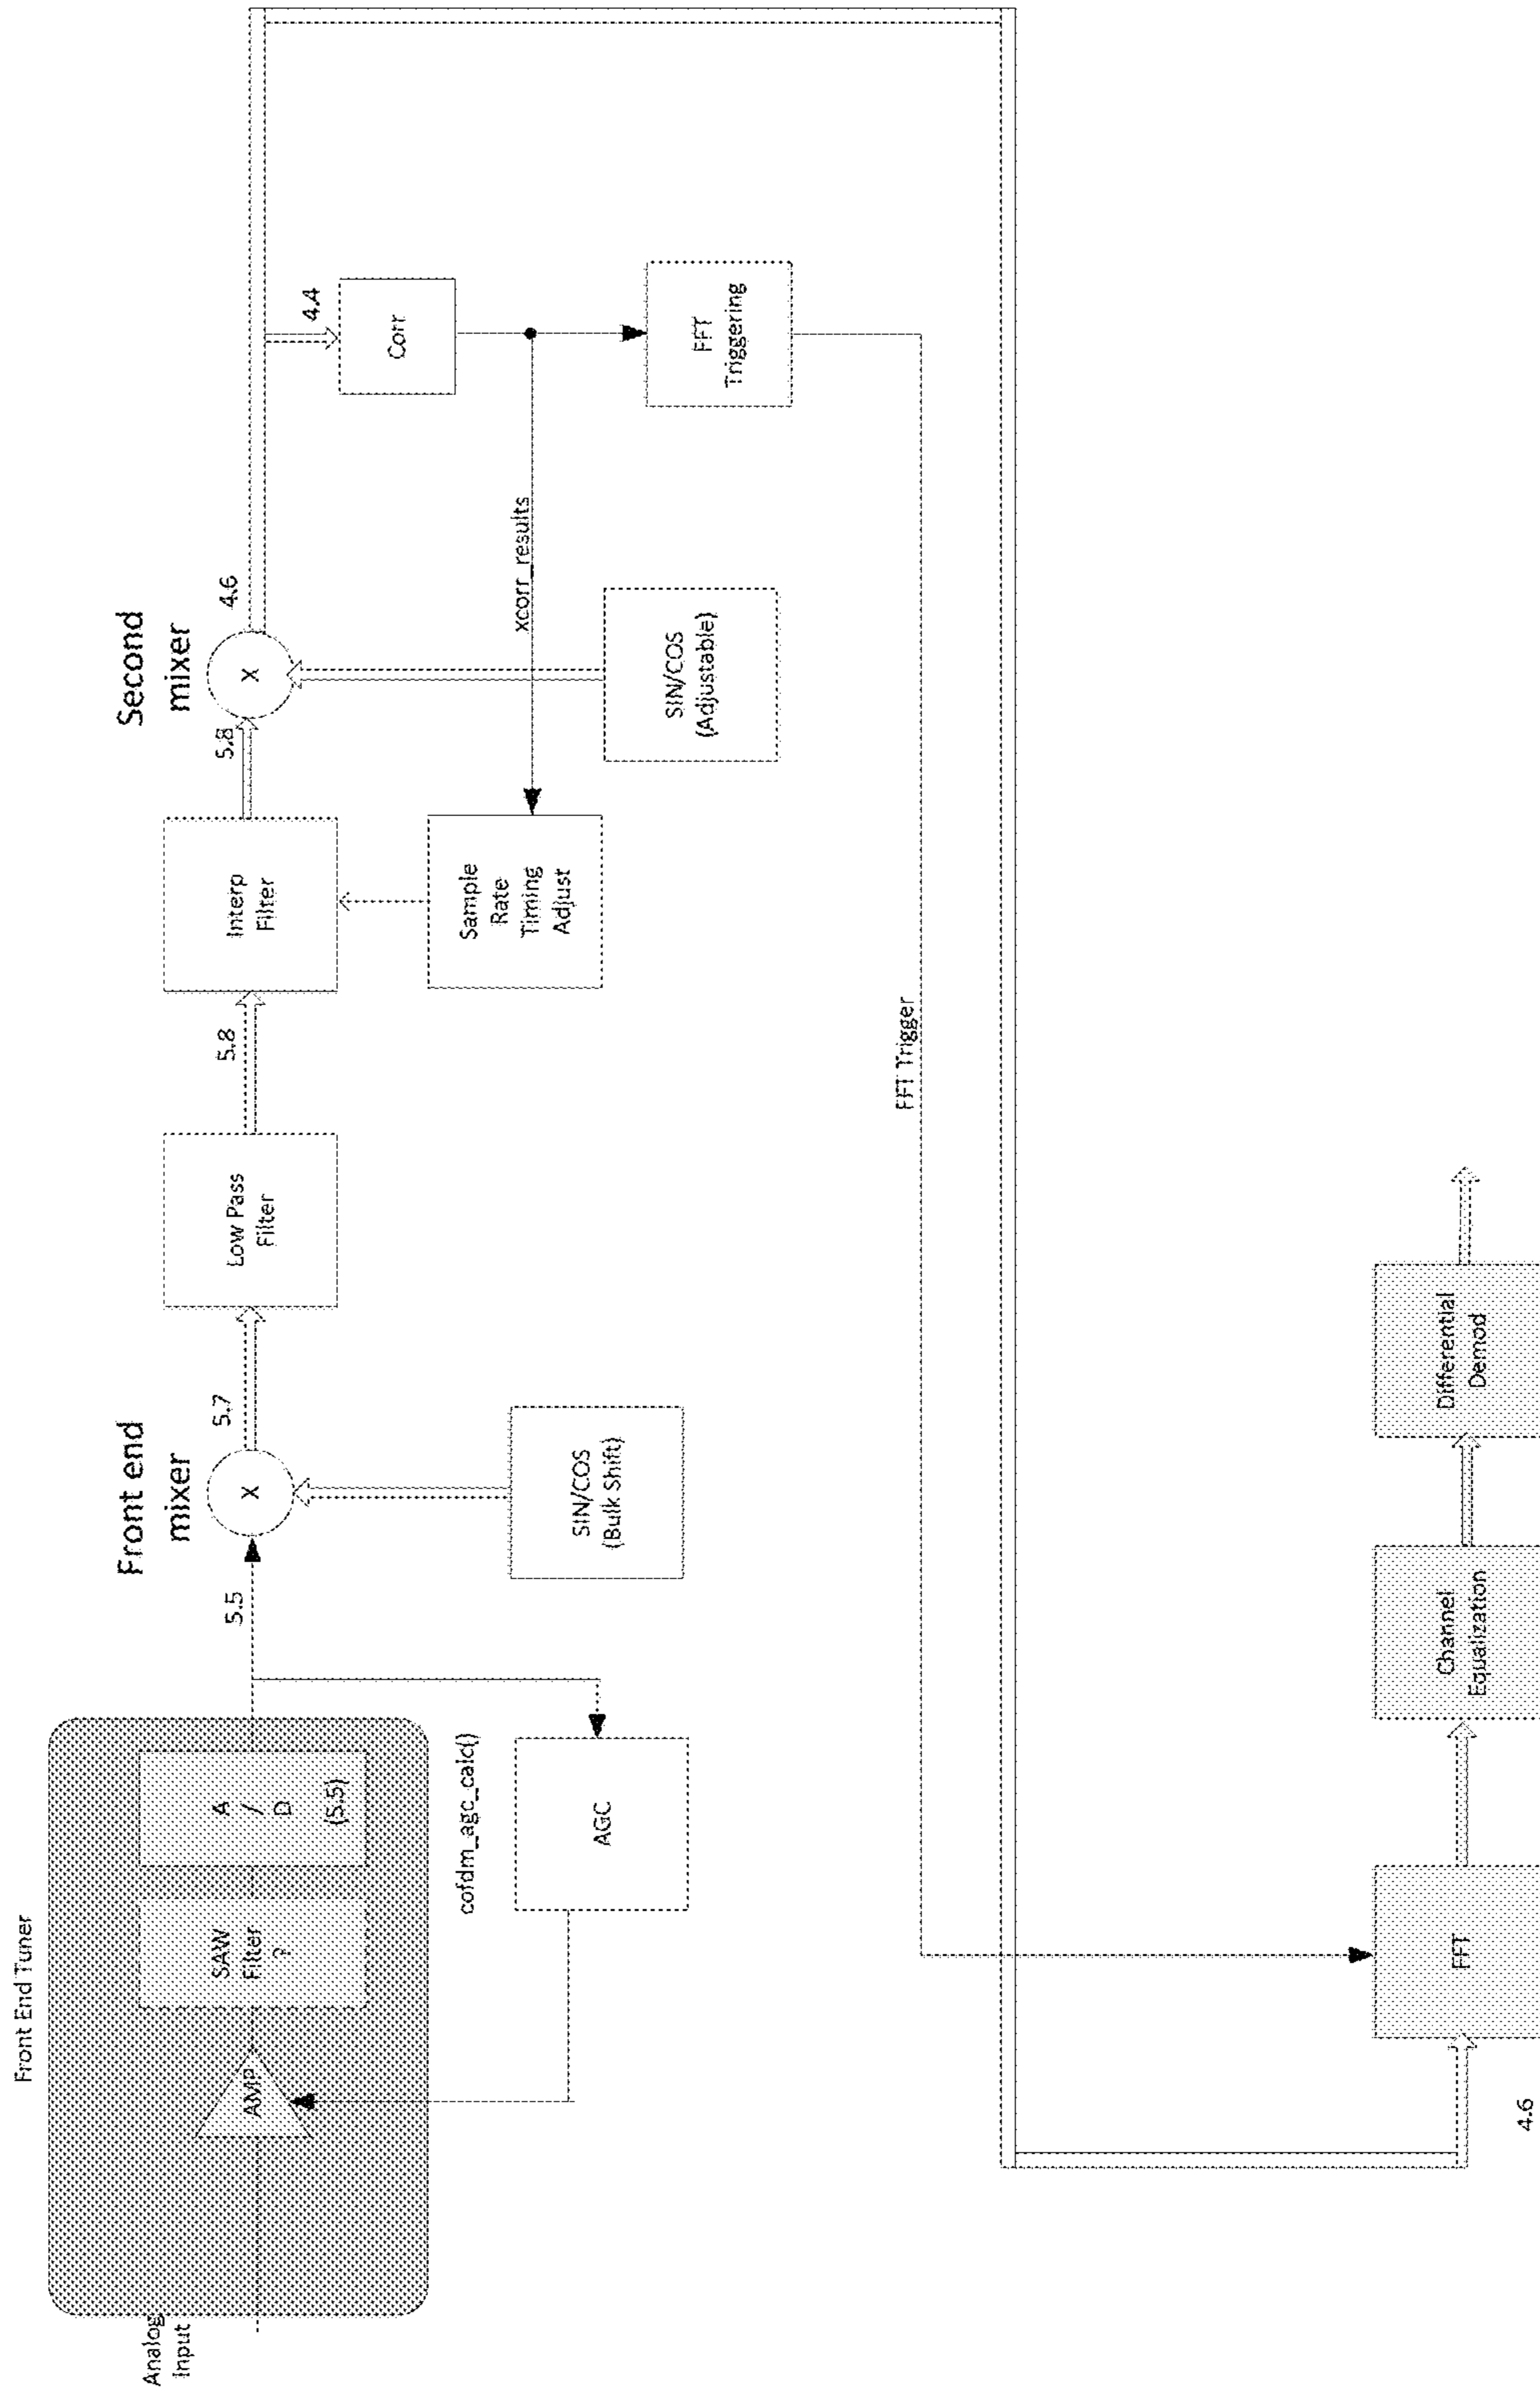 Front End Tuner
Analog
Input
AMP
SAW
Filter
?
A
/
D
(5.5)
cofdm_agc_calc()
AGC
5.5
Front end
mixer
X
5.7
SIN/COS
(Bulk Shift)
Low Pass
Filter
5.8
Interp
Filter
5.8
Sample
Rate
Timing
Adjust
Second
mixer
X
4.6
SIN/COS
(Adjustable)
xcorr_results
4.4
Corr
FFT
Triggering
FFT Trigger
4.6
FFT
Channel
Equalization
Differential
Demod